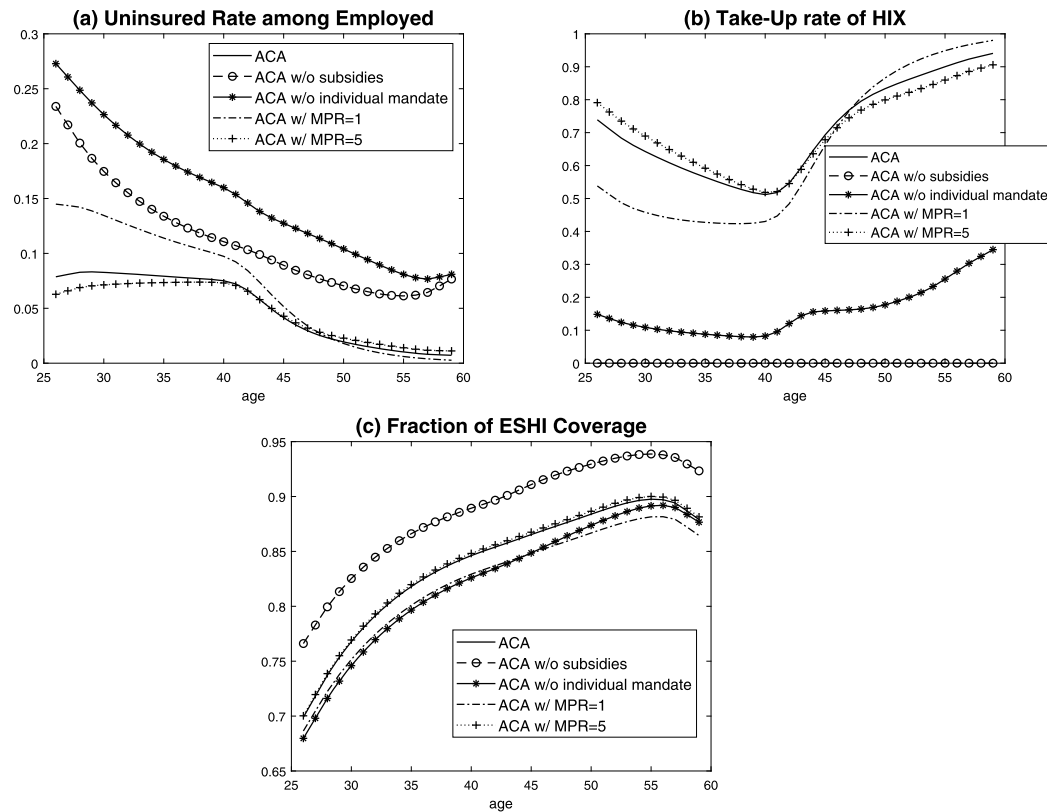 (a) Uninsured Rate among Employed
0.3
0.25
0.2
0.15
0.1
0.05
0
25 30 35 40 45 50 55 60
age
ACA
ACA w/o subsidies
ACA w/o individual mandate
ACA w/ MPR=1
ACA w/ MPR=5
(b) Take-Up rate of HIX
1
0.9
0.8
0.7
0.6
0.5
0.4
0.3
0.2
0.1
0
25 30 35 40 45 50 55 60
age
ACA
ACA w/o subsidies
ACA w/o individual mandate
ACA w/ MPR=1
ACA w/ MPR=5
(c) Fraction of ESHI Coverage
0.95
0.9
0.85
0.8
0.75
0.7
0.65
25 30 35 40 45 50 55 60
age
ACA
ACA w/o subsidies
ACA w/o individual mandate
ACA w/ MPR=1
ACA w/ MPR=5